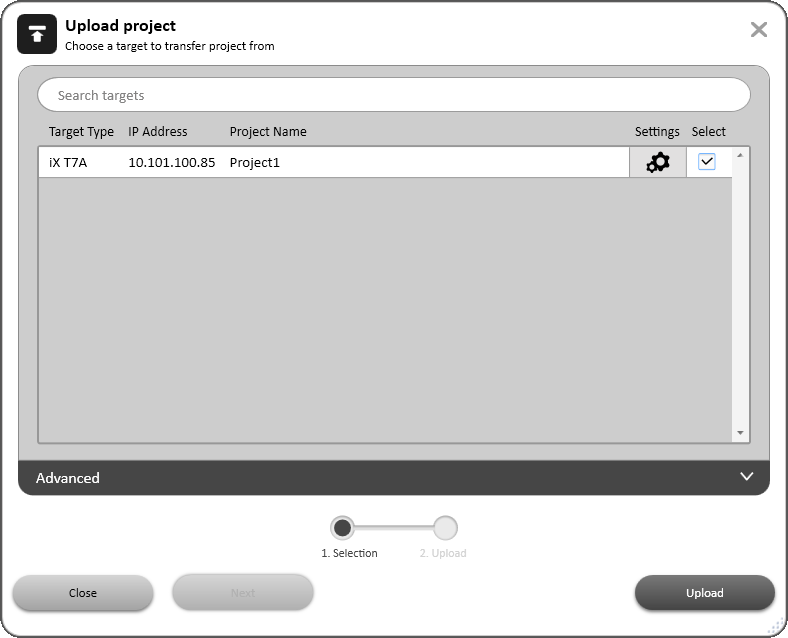 Upload project
Choose a target to transfer project from
Search targets
Target Type IP Address Project Name Settings Select
iX T7A 10.101.100.85 Project1
Advanced
1. Selection 2. Upload
Close Next Upload